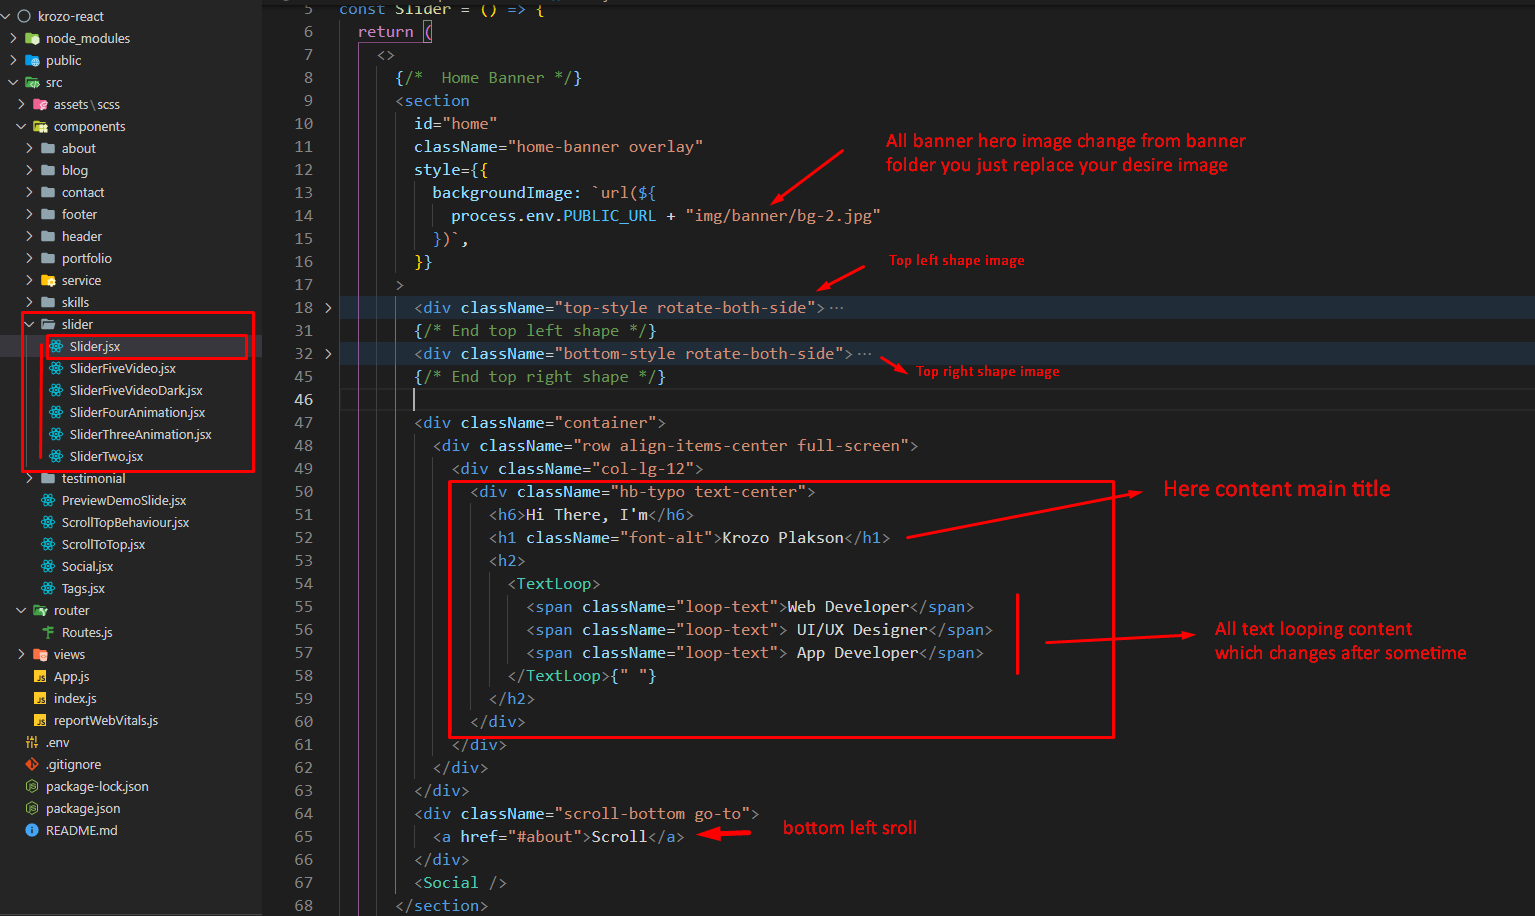 krozo-react
node_modules
public
src
assets\scss
components
about
blog
contact
footer
header
portfolio
service
skills
slider
Slider.jsx
SliderFiveVideo.jsx
SliderFiveVideoDark.jsx
SliderFourAnimation.jsx
SliderThreeAnimation.jsx
SliderTwo.jsx
testimonial
PreviewDemoSlide.jsx
ScrollTopBehaviour.jsx
ScrollToTop.jsx
Social.jsx
Tags.jsx
router
Routes.js
views
App.js
index.js
reportWebVitals.js
.env
.gitignore
package-lock.json
package.json
README.md
5 const Slider = () => {
6 return (
7 <>
8 {/*  Home Banner */}
9 <section
10 id="home"
11 className="home-banner overlay"
12 style={{
13 backgroundImage: `url(${
14 process.env.PUBLIC_URL + "img/banner/bg-2.jpg"
15 })`,
16 }}
17 >
18 <div className="top-style rotate-both-side">···
31 {/* End top left shape */}
32 <div className="bottom-style rotate-both-side">···
45 {/* End top right shape */}
46
47 <div className="container">
48 <div className="row align-items-center full-screen">
49 <div className="col-lg-12">
50 <div className="hb-typo text-center">
51 <h6>Hi There, I'm</h6>
52 <h1 className="font-alt">Krozo Plakson</h1>
53 <h2>
54 <TextLoop>
55 <span className="loop-text">Web Developer</span>
56 <span className="loop-text"> UI/UX Designer</span>
57 <span className="loop-text"> App Developer</span>
58 </TextLoop>{" "}
59 </h2>
60 </div>
61 </div>
62 </div>
63 </div>
64 <div className="scroll-bottom go-to">
65 <a href="#about">Scroll</a>
66 </div>
67 <Social />
68 </section>
All banner hero image change from banner
folder you just replace your desire image
Top left shape image
Top right shape image
Here content main title
All text looping content
which changes after sometime
bottom left sroll